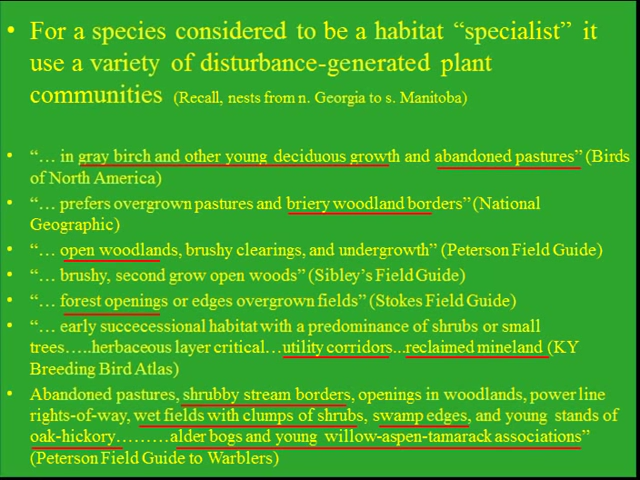 • For a species considered to be a habitat “specialist” it
use a variety of disturbance-generated plant
communities (Recall, nests from n. Georgia to s. Manitoba)
• “… in gray birch and other young deciduous growth and abandoned pastures” (Birds
of North America)
• “… prefers overgrown pastures and briery woodland borders” (National
Geographic)
• “… open woodlands, brushy clearings, and undergrowth” (Peterson Field Guide)
• “… brushy, second grow open woods” (Sibley’s Field Guide)
• “… forest openings or edges overgrown fields” (Stokes Field Guide)
• “… early succecessional habitat with a predominance of shrubs or small
trees…..herbaceous layer critical…utility corridors...reclaimed mineland (KY
Breeding Bird Atlas)
• Abandoned pastures, shrubby stream borders, openings in woodlands, power line
rights-of-way, wet fields with clumps of shrubs, swamp edges, and young stands of
oak-hickory………alder bogs and young willow-aspen-tamarack associations”
(Peterson Field Guide to Warblers)